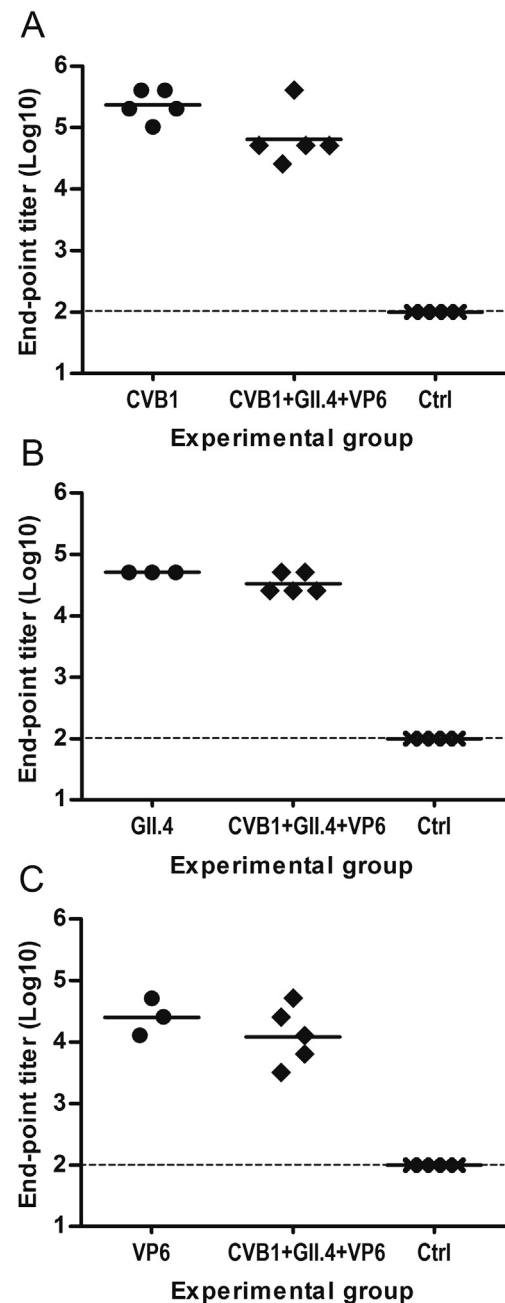 A
End-point titer (Log10)
6
5
4
3
2
1
CVB1 CVB1+GII.4+VP6 Ctrl
Experimental group
B
End-point titer (Log10)
6
5
4
3
2
1
GII.4 CVB1+GII.4+VP6 Ctrl
Experimental group
C
End-point titer (Log10)
6
5
4
3
2
1
VP6 CVB1+GII.4+VP6 Ctrl
Experimental group